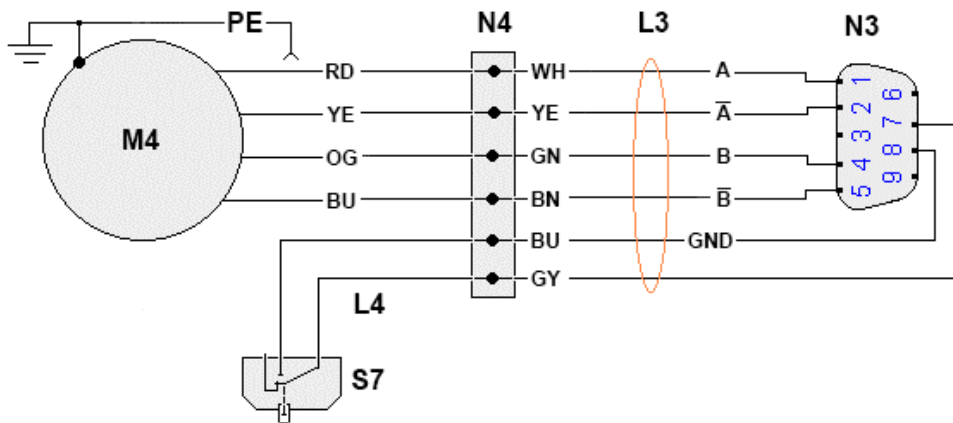 PE N4 L3 N3
RD WH A 1 6
YE YE A̅ 2 7
M4
3
OG GN B 4 8
BU BN B̅ 5 9
BU GND
GY
L4
S7